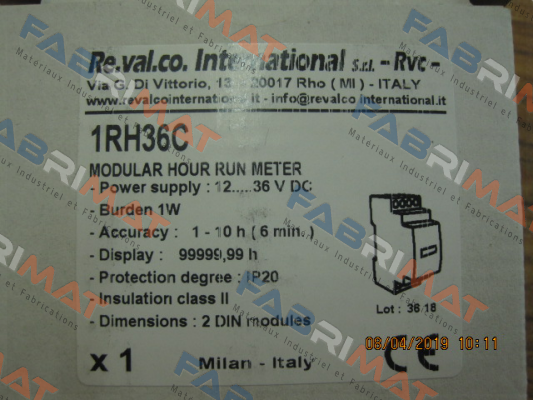 Re.val.co. International s.r.l. - Rvc -
Via G. Di Vittorio, 13 20017 Rho ( MI ) - ITALY
www.revalcointernational.it - info@revalco international.it
1RH36C
MODULAR HOUR RUN METER
- Power supply : 12.....36 V DC
- Burden 1W
- Accuracy : 1 - 10 h ( 6 min. )
- Display : 99999,99 h
- Protection degree : IP20
- Insulation class II
- Dimensions : 2 DIN modules
Lot : 36 18
x 1
Milan - Italy
CE
06/04/2019 10:11
FABRIMAT
Materiaux Industriel et Fabrications